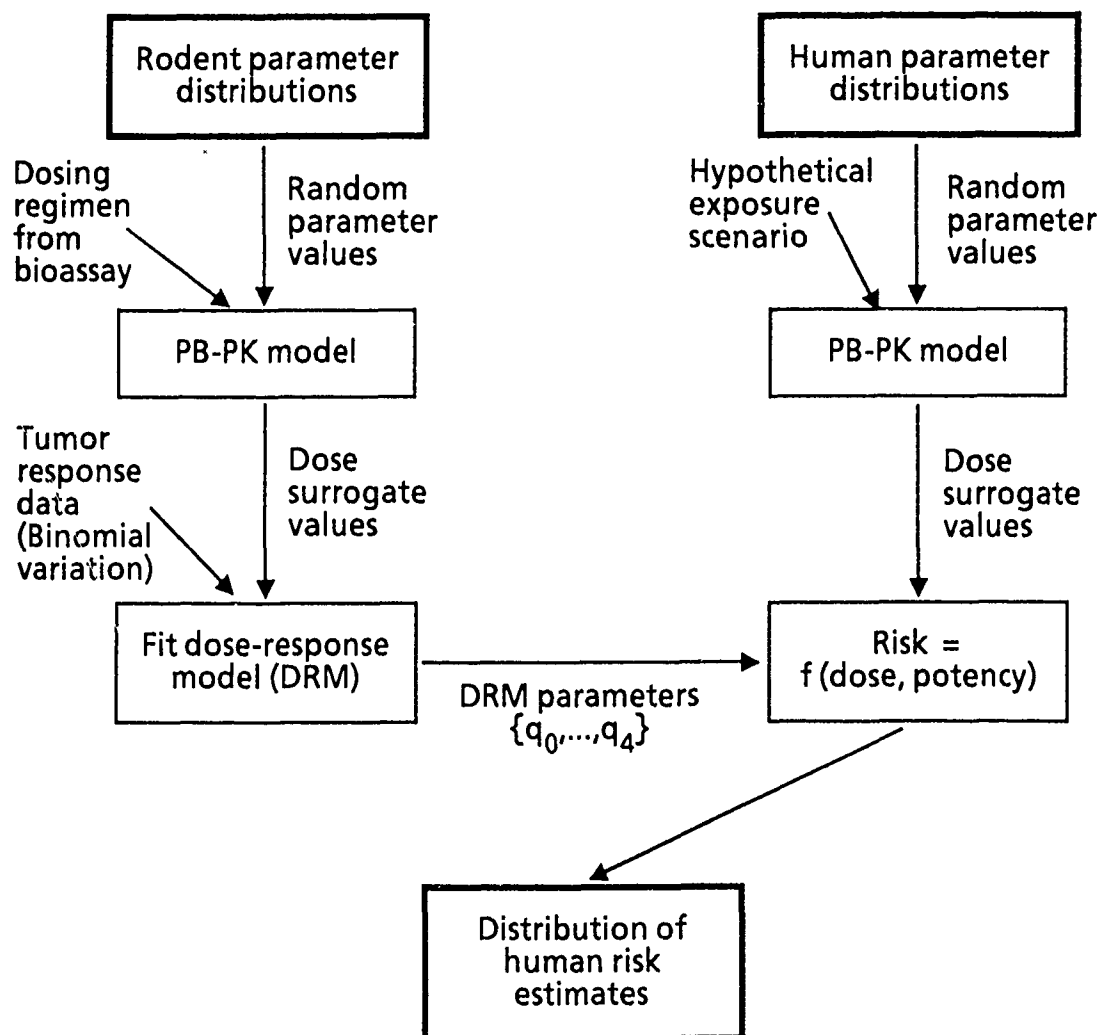 Rodent parameter
distributions
Human parameter
distributions
Dosing
regimen
from
bioassay
Random
parameter
values
Hypothetical
exposure
scenario
Random
parameter
values
PB-PK model
PB-PK model
Tumor
response
data
(Binomial
variation)
Dose
surrogate
values
Dose
surrogate
values
Fit dose-response
model (DRM)
DRM parameters
{q₀,...,q₄}
Risk =
f (dose, potency)
Distribution of
human risk
estimates